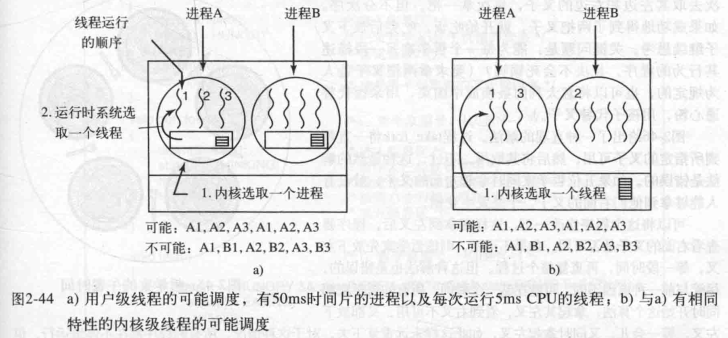 线程运行
的顺序
进程A
进程B
1 2 3
2. 运行时系统选
取一个线程
1. 内核选取一个进程
可能: A1, A2, A3, A1, A2, A3
不可能: A1, B1, A2, B2, A3, B3
a)
进程A
进程B
1 2 3
1. 内核选取一个线程
可能: A1, A2, A3, A1, A2, A3
不可能: A1, B1, A2, B2, A3, B3
b)
图2-44 a) 用户级线程的可能调度，有50ms时间片的进程以及每次运行5ms CPU的线程；b) 与a) 有相同
特性的内核级线程的可能调度